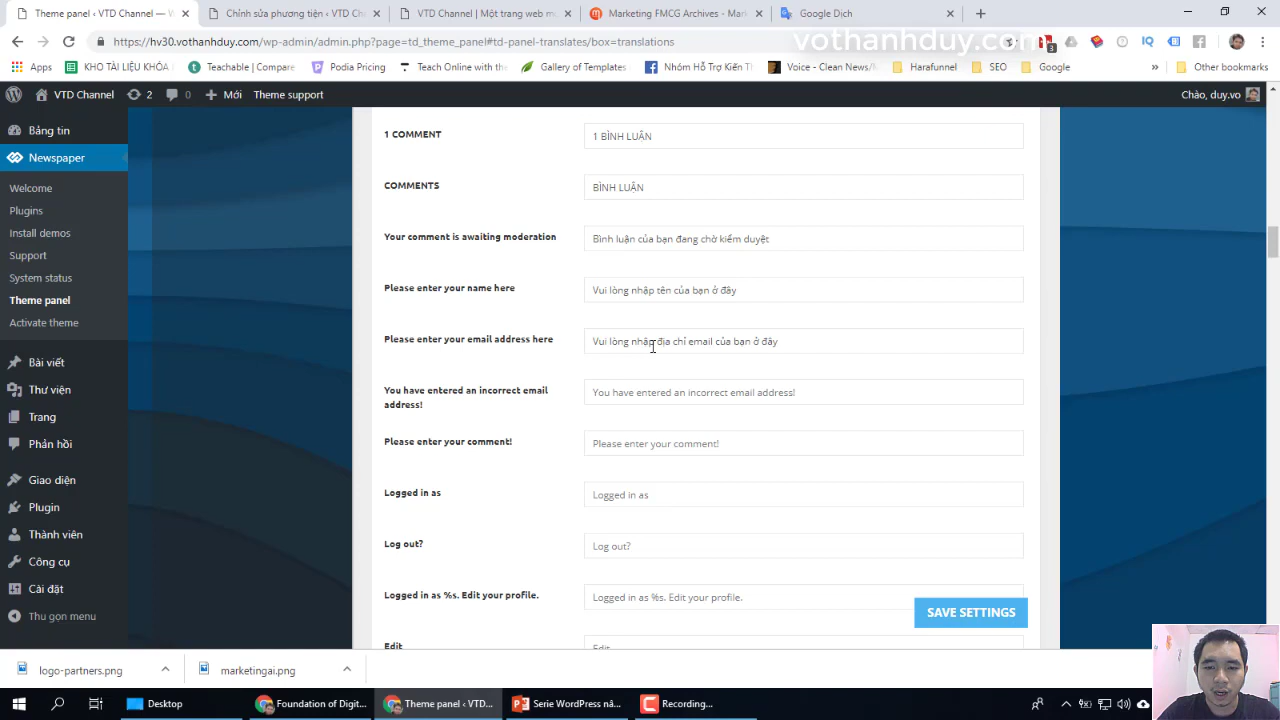 Theme panel ‹ VTD Chann
Chỉnh sửa phương tiện ‹ VTD Ch
VTD Channel | Một trang web m
Marketing FMCG Archives - Mar
Google Dịch
https://hv30.vothanhduy.com/wp-admin/admin.php?page=td_theme_panel#td-panel-translates/box=translations
vothanhduy.com
3
Apps
KHO TÀI LIỆU KHÓA
Teachable | Compare
Padia Pricing
Teach Online with the
Gallery of Templates
Nhóm Hỗ Trợ Kiến Th
Voice - Clean News/M
Harafunnel
SEO
Google
»
Other bookmarks
VTD Channel
2
0
Mới
Theme support
Chào, duy.vo
Bảng tin
Newspaper
Welcome
Plugins
Install demos
Support
System status
Theme panel
Activate theme
Bài viết
Thư viện
Trang
Phản hồi
Giao diện
Plugin
Thành viên
Công cụ
Cài đặt
Thu gọn menu
1 COMMENT
1 BÌNH LUẬN
COMMENTS
BÌNH LUẬN
Your comment is awaiting moderation
Bình luận của bạn đang chờ kiểm duyệt
Please enter your name here
Vui lòng nhập tên của bạn ở đây
Please enter your email address here
Vui lòng nhập địa chỉ email của bạn ở đây
You have entered an incorrect email
address!
You have entered an incorrect email address!
Please enter your comment!
Please enter your comment!
Logged in as
Logged in as
Log out?
Log out?
Logged in as %s. Edit your profile.
Logged in as %s. Edit your profile.
SAVE SETTINGS
Edit
Edit
logo-partners.png
marketingai.png
Desktop
Foundation of Digit...
Theme panel ‹ VTD...
Serie WordPress nâ...
Recording...